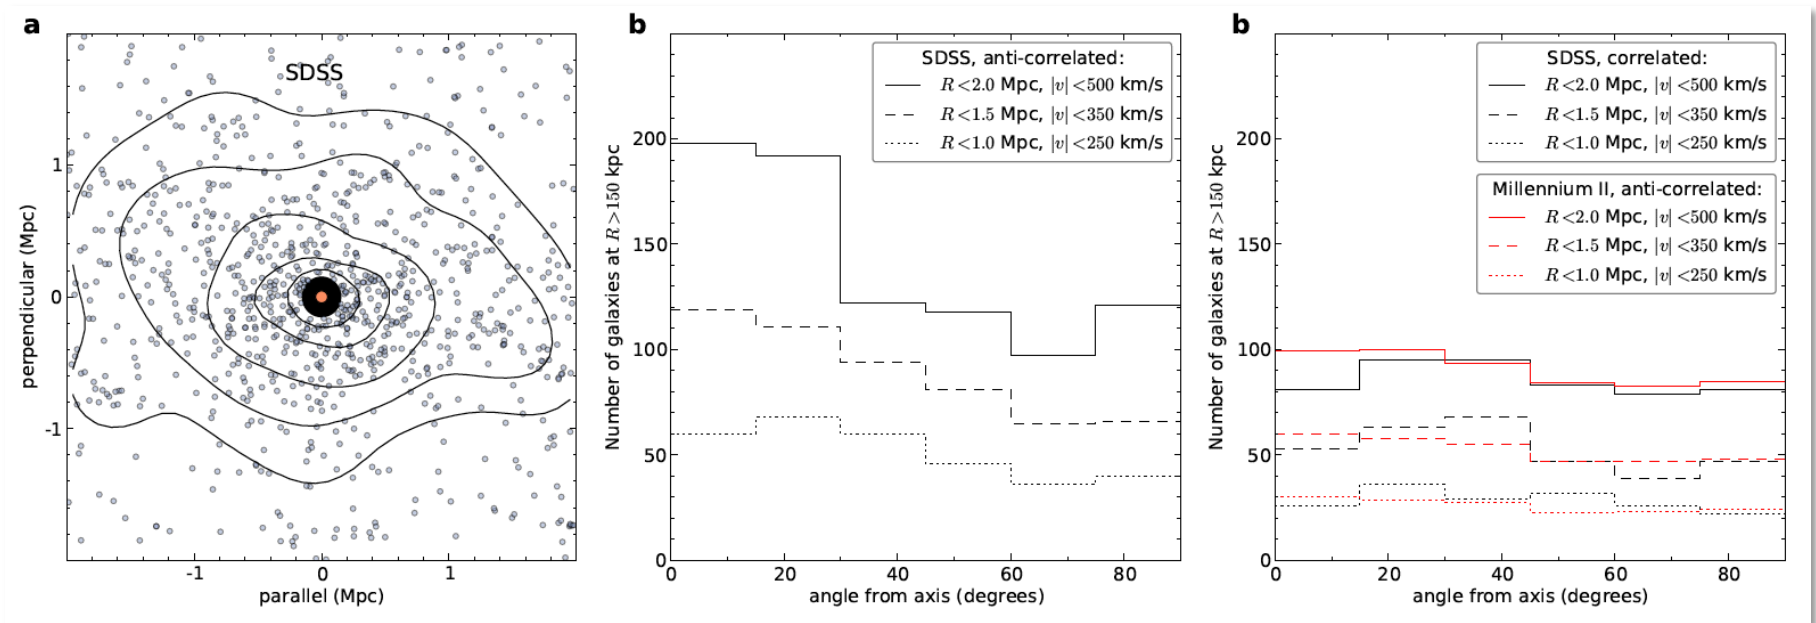 a
SDSS
1
0
-1
-1
0
1
perpendicular (Mpc)
parallel (Mpc)
b
SDSS, anti-correlated:
R<2.0 Mpc, |v|<500 km/s
R<1.5 Mpc, |v|<350 km/s
R<1.0 Mpc, |v|<250 km/s
200
150
100
50
0
0
20
40
60
80
Number of galaxies at R>150 kpc
angle from axis (degrees)
b
SDSS, correlated:
R<2.0 Mpc, |v|<500 km/s
R<1.5 Mpc, |v|<350 km/s
R<1.0 Mpc, |v|<250 km/s
Millennium II, anti-correlated:
R<2.0 Mpc, |v|<500 km/s
R<1.5 Mpc, |v|<350 km/s
R<1.0 Mpc, |v|<250 km/s
200
150
100
50
0
0
20
40
60
80
Number of galaxies at R>150 kpc
angle from axis (degrees)